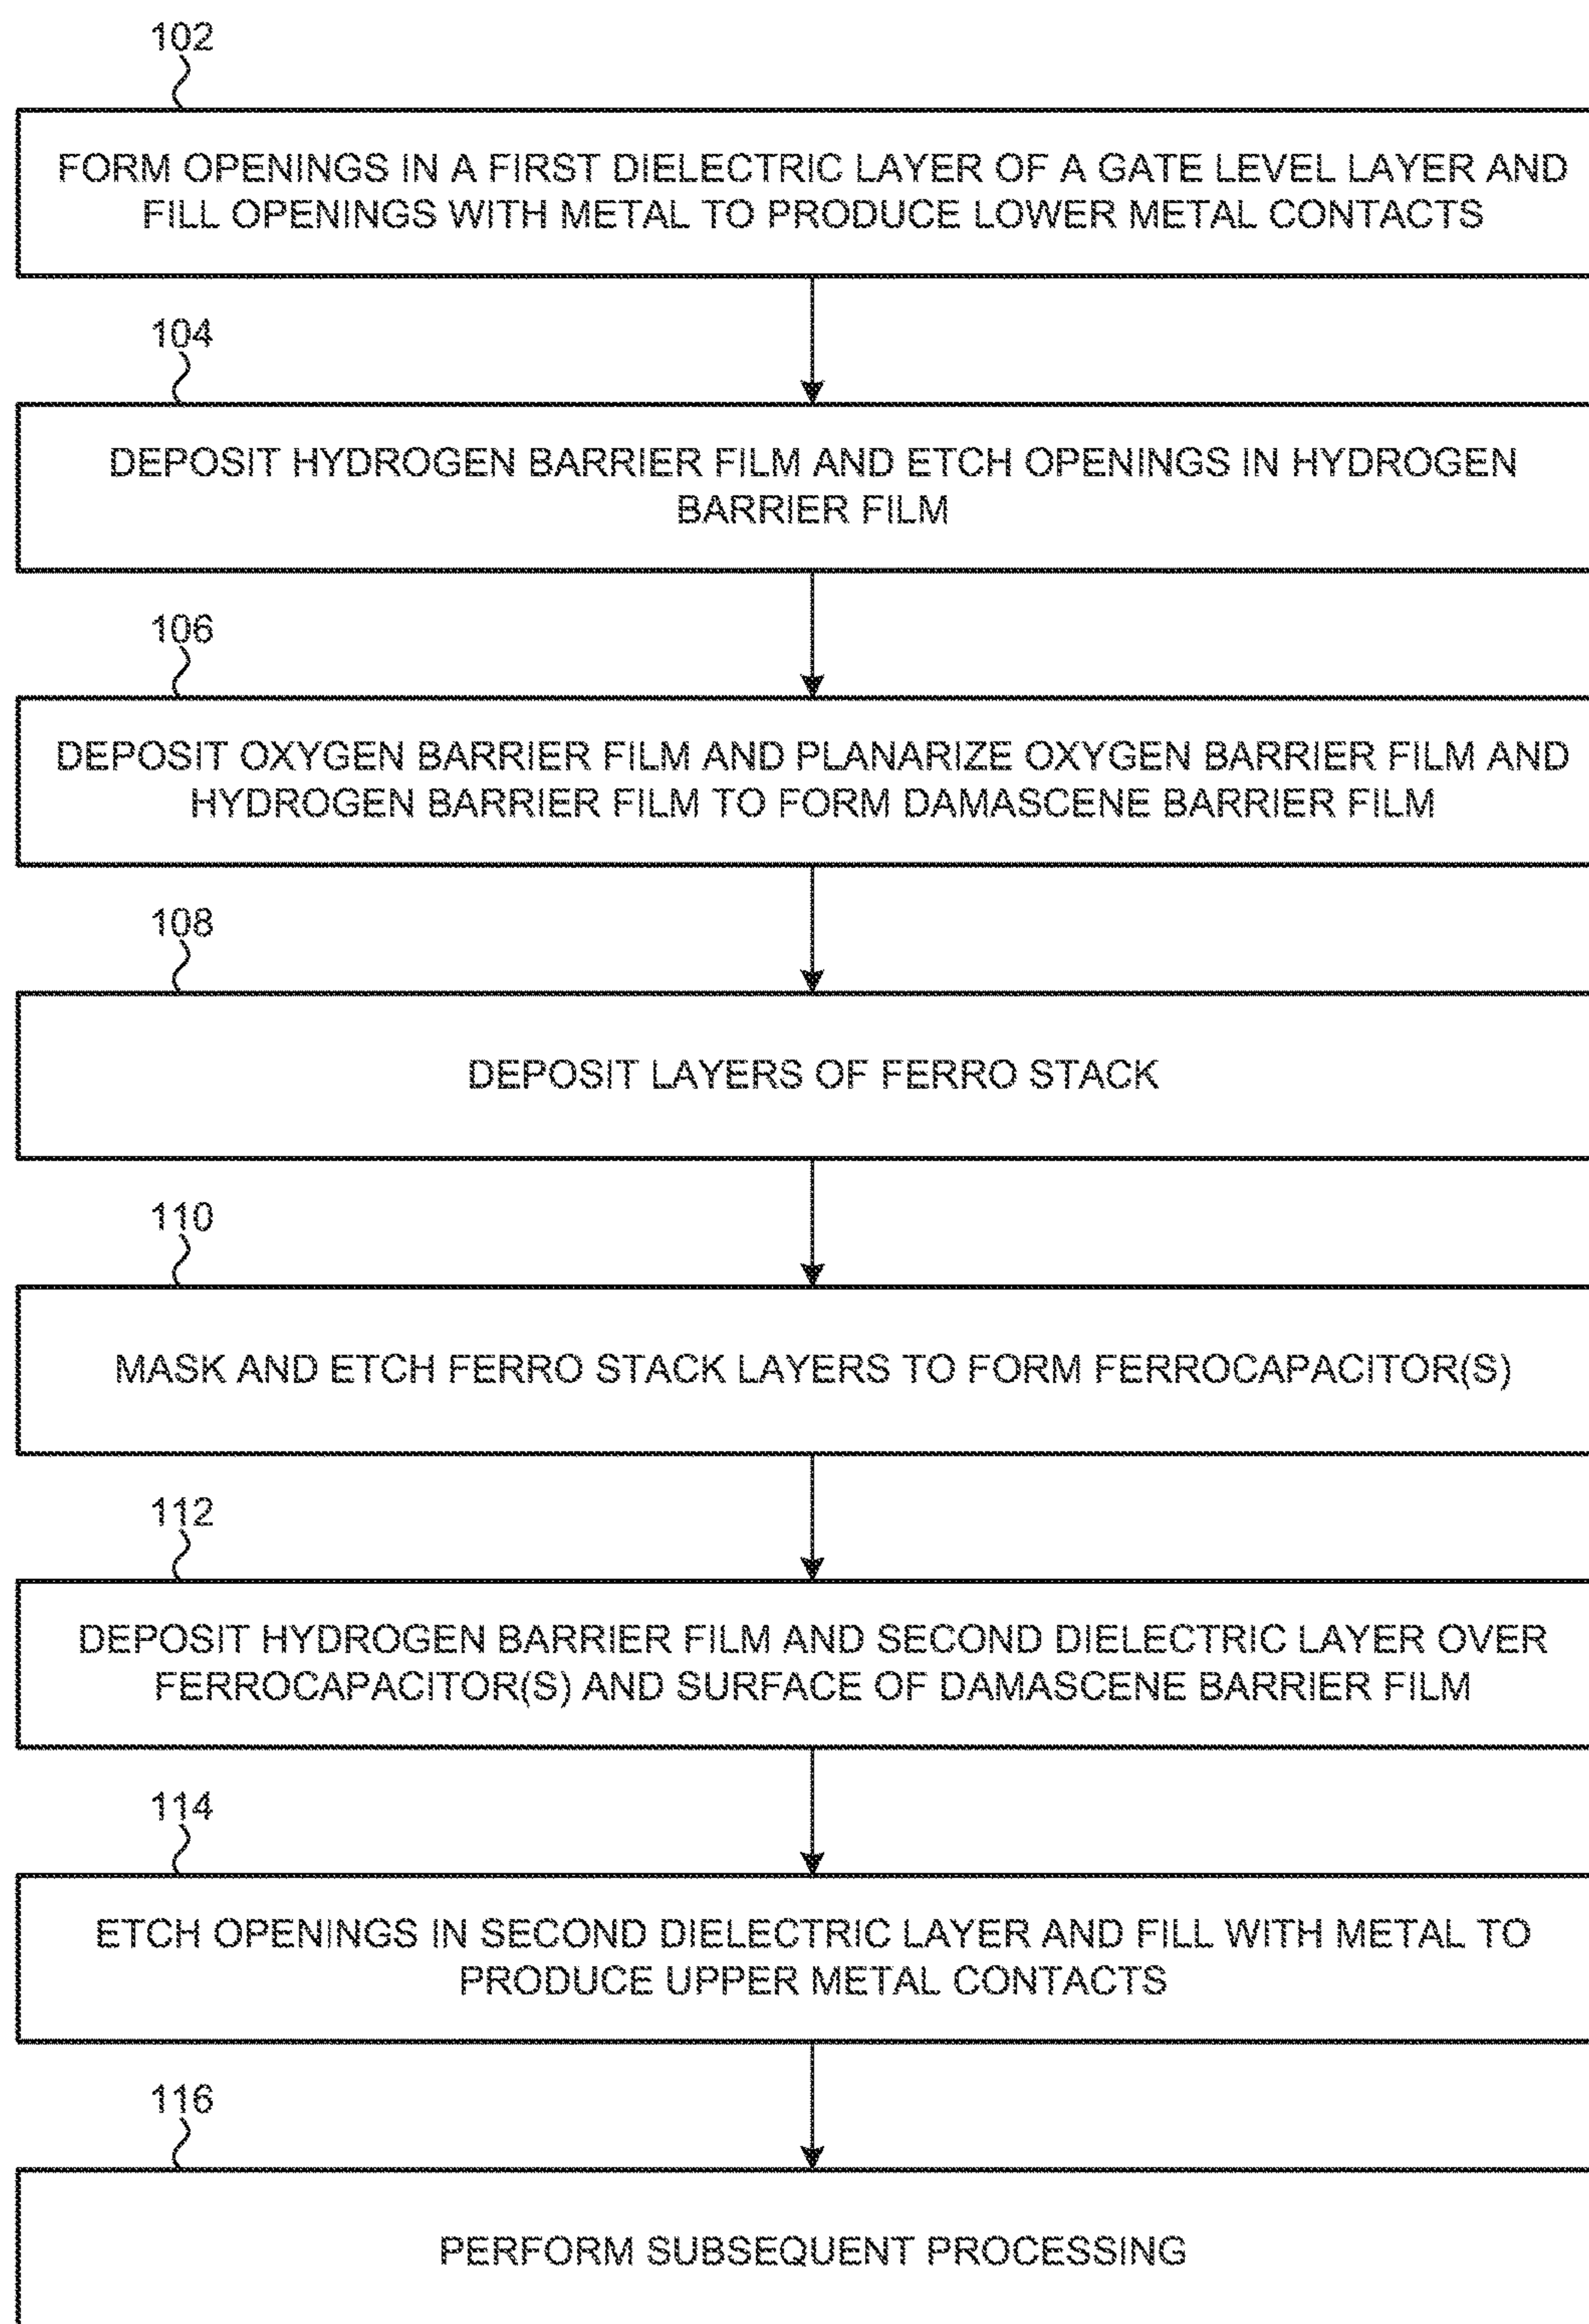 102
FORM OPENINGS IN A FIRST DIELECTRIC LAYER OF A GATE LEVEL LAYER AND
FILL OPENINGS WITH METAL TO PRODUCE LOWER METAL CONTACTS
104
DEPOSIT HYDROGEN BARRIER FILM AND ETCH OPENINGS IN HYDROGEN
BARRIER FILM
106
DEPOSIT OXYGEN BARRIER FILM AND PLANARIZE OXYGEN BARRIER FILM AND
HYDROGEN BARRIER FILM TO FORM DAMASCENE BARRIER FILM
108
DEPOSIT LAYERS OF FERRO STACK
110
MASK AND ETCH FERRO STACK LAYERS TO FORM FERROCAPACITOR(S)
112
DEPOSIT HYDROGEN BARRIER FILM AND SECOND DIELECTRIC LAYER OVER
FERROCAPACITOR(S) AND SURFACE OF DAMASCENE BARRIER FILM
114
ETCH OPENINGS IN SECOND DIELECTRIC LAYER AND FILL WITH METAL TO
PRODUCE UPPER METAL CONTACTS
116
PERFORM SUBSEQUENT PROCESSING